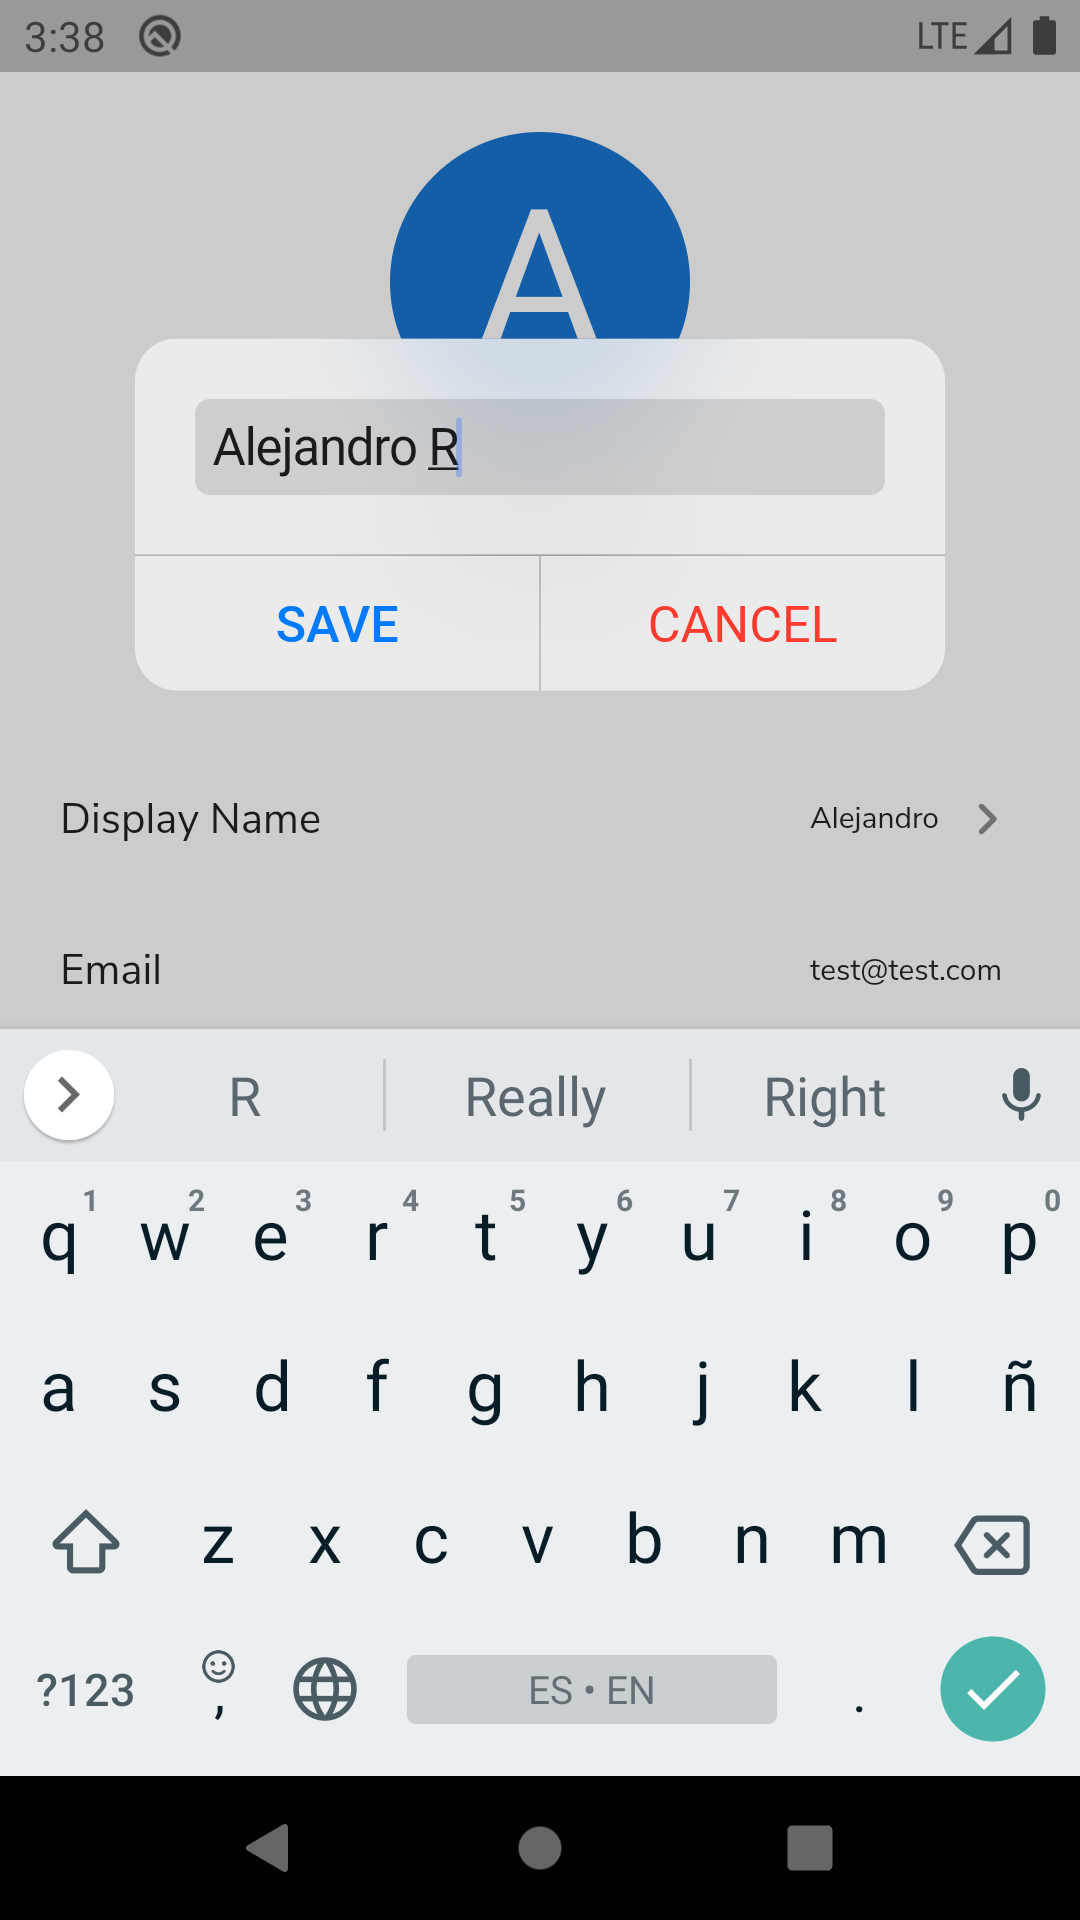 3:38 LTE
A
Alejandro R
SAVE CANCEL
Display Name Alejandro
Email test@test.com
R Really Right
1 2 3 4 5 6 7 8 9 0
q w e r t y u i o p
a s d f g h j k l ñ
z x c v b n m
?123 , ES • EN .